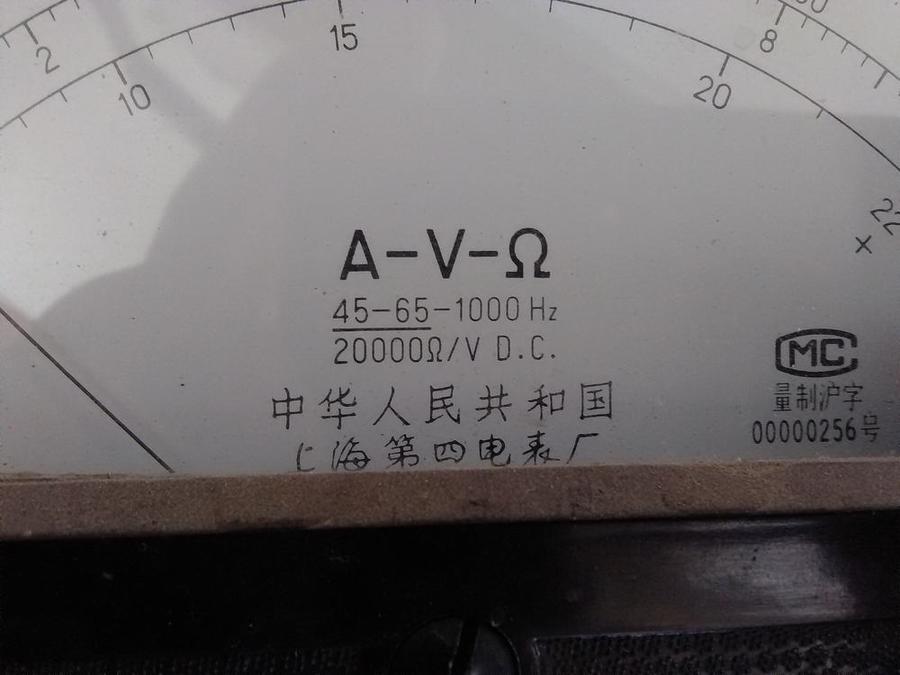 2 10 15 20 8
22
×
A-V-Ω
45-65-1000 Hz
20000Ω/V D.C.
中华人民共和国
上海第四电表厂
MC
量制沪字
00000256号